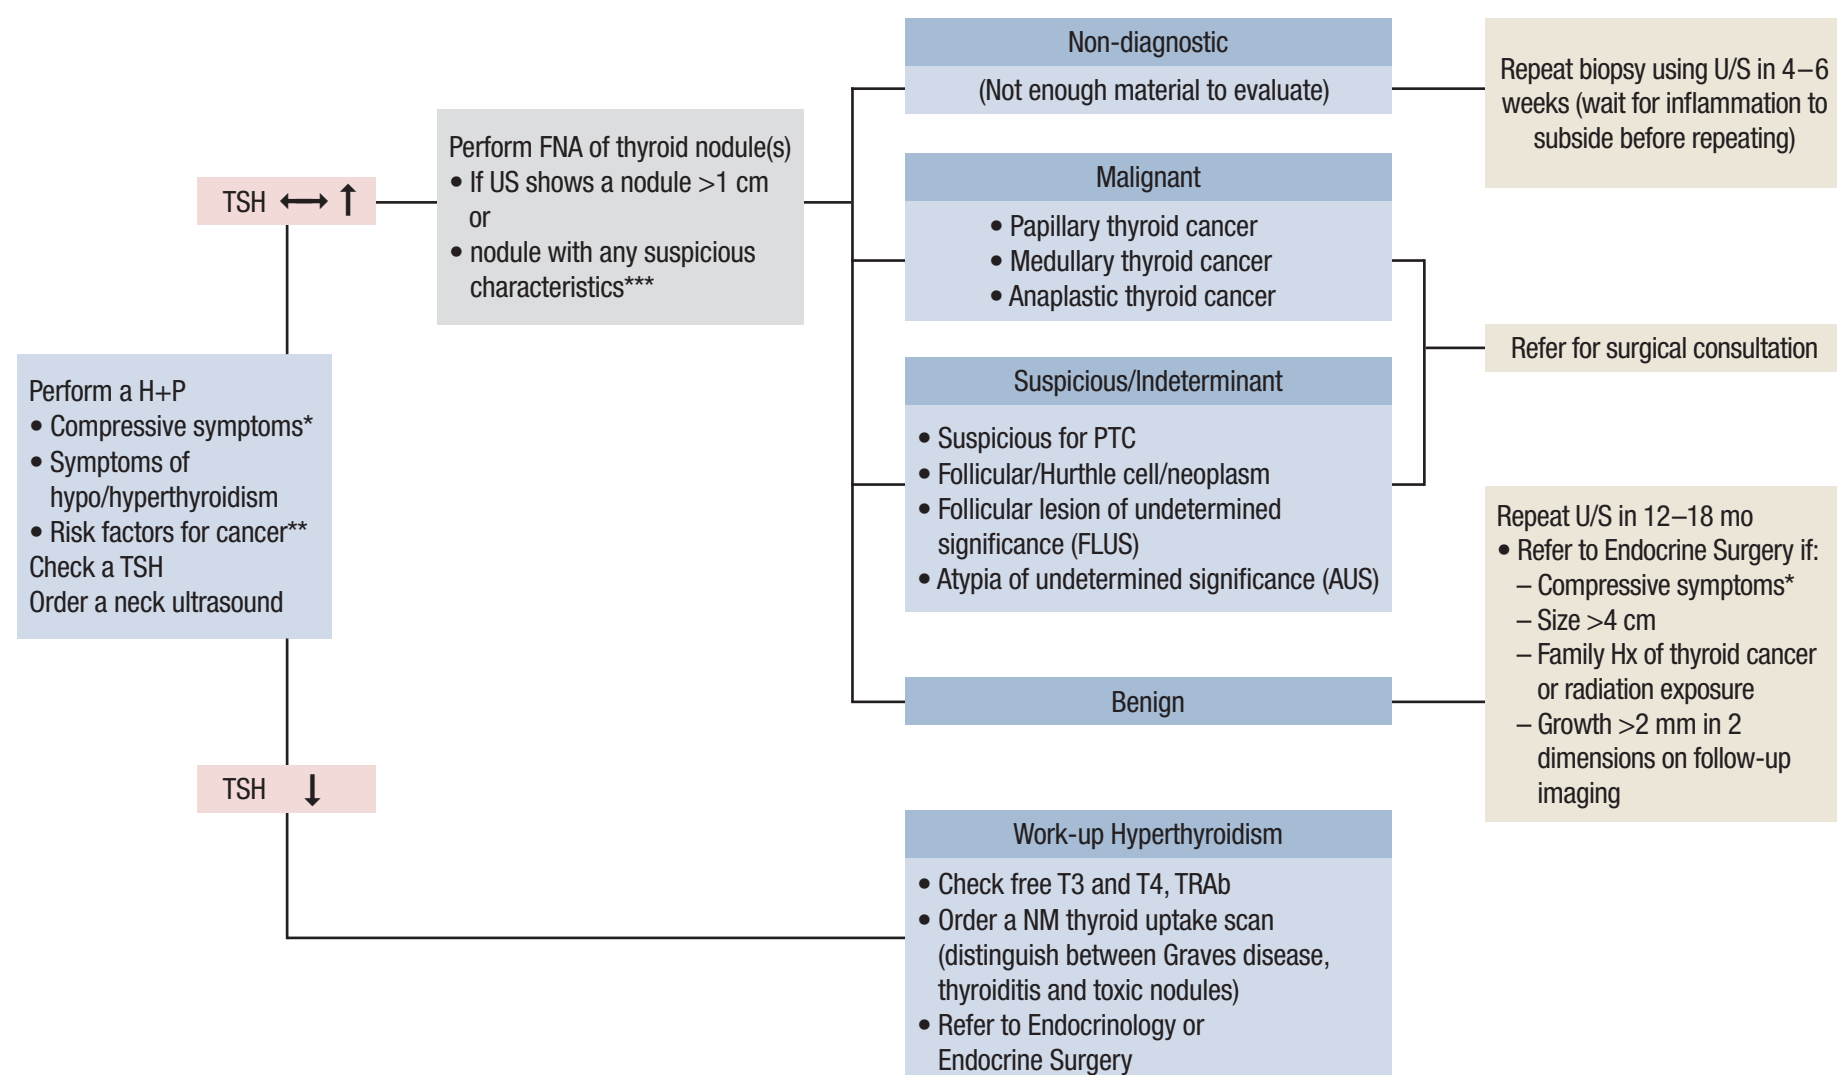 Perform a H+P
• Compressive symptoms*
• Symptoms of
hypo/hyperthyroidism
• Risk factors for cancer**
Check a TSH
Order a neck ultrasound
TSH ↔ ↑
Perform FNA of thyroid nodule(s)
• If US shows a nodule >1 cm
or
• nodule with any suspicious
characteristics***
Non-diagnostic
(Not enough material to evaluate)
Repeat biopsy using U/S in 4–6
weeks (wait for inflammation to
subside before repeating)
Malignant
• Papillary thyroid cancer
• Medullary thyroid cancer
• Anaplastic thyroid cancer
Suspicious/Indeterminant
• Suspicious for PTC
• Follicular/Hurthle cell/neoplasm
• Follicular lesion of undetermined
significance (FLUS)
• Atypia of undetermined significance (AUS)
Refer for surgical consultation
Benign
Repeat U/S in 12–18 mo
• Refer to Endocrine Surgery if:
– Compressive symptoms*
– Size >4 cm
– Family Hx of thyroid cancer
or radiation exposure
– Growth >2 mm in 2
dimensions on follow-up
imaging
TSH ↓
Work-up Hyperthyroidism
• Check free T3 and T4, TRAb
• Order a NM thyroid uptake scan
(distinguish between Graves disease,
thyroiditis and toxic nodules)
• Refer to Endocrinology or
Endocrine Surgery